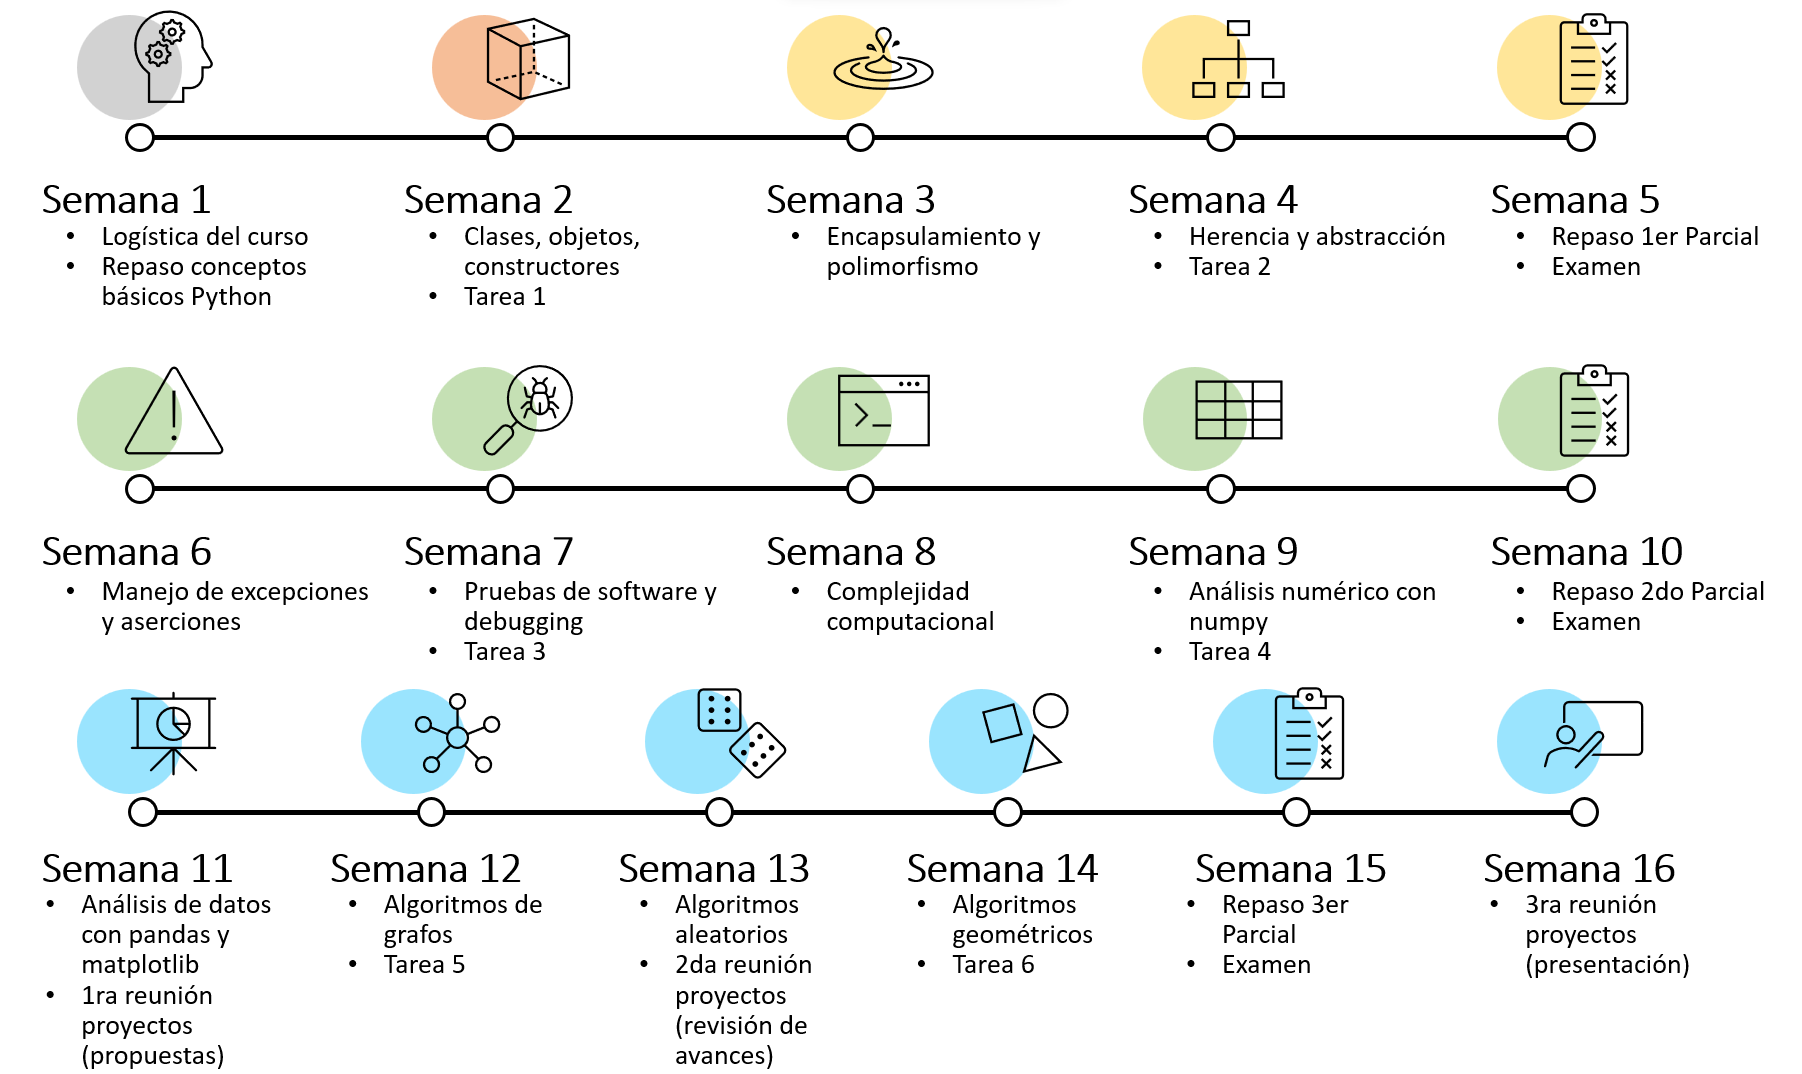 Semana 1
• Logística del curso
• Repaso conceptos
básicos Python
Semana 2
• Clases, objetos,
constructores
• Tarea 1
Semana 3
• Encapsulamiento y
polimorfismo
Semana 4
• Herencia y abstracción
• Tarea 2
Semana 5
• Repaso 1er Parcial
• Examen
Semana 6
• Manejo de excepciones
y aserciones
Semana 7
• Pruebas de software y
debugging
• Tarea 3
Semana 8
• Complejidad
computacional
Semana 9
• Análisis numérico con
numpy
• Tarea 4
Semana 10
• Repaso 2do Parcial
• Examen
Semana 11
• Análisis de datos
con pandas y
matplotlib
• 1ra reunión
proyectos
(propuestas)
Semana 12
• Algoritmos de
grafos
• Tarea 5
Semana 13
• Algoritmos
aleatorios
• 2da reunión
proyectos
(revisión de
avances)
Semana 14
• Algoritmos
geométricos
• Tarea 6
Semana 15
• Repaso 3er
Parcial
• Examen
Semana 16
• 3ra reunión
proyectos
(presentación)